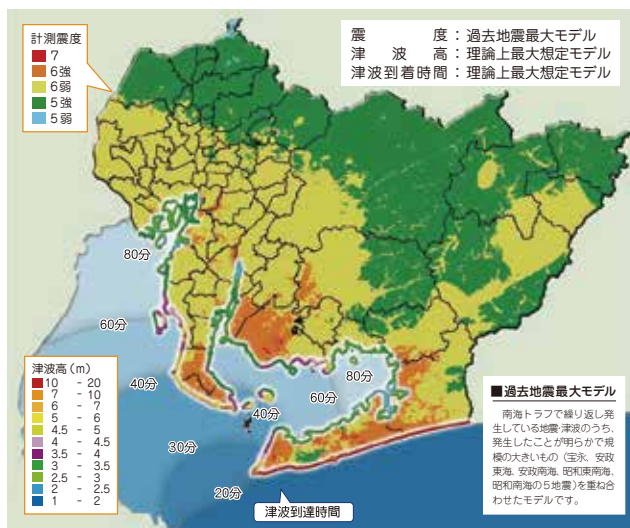 計測震度
7
6強
6弱
5強
5弱
震度：過去地震最大モデル
津波高：理論上最大想定モデル
津波到着時間：理論上最大想定モデル
80分
60分
40分
30分
20分
40分
60分
80分
津波到達時間
津波高（m）
10 - 20
7 - 10
6 - 7
5 - 6
4.5 - 5
4 - 4.5
3.5 - 4
3 - 3.5
2.5 - 3
2 - 2.5
1 - 2
■過去地震最大モデル
南海トラフで繰り返し発
生している地震・津波のうち、
発生したことが明らかで規
模の大きいもの（宝永、安政
東海、安政南海、昭和東南海、
昭和南海の5地震）を重ね合
わせたモデルです。